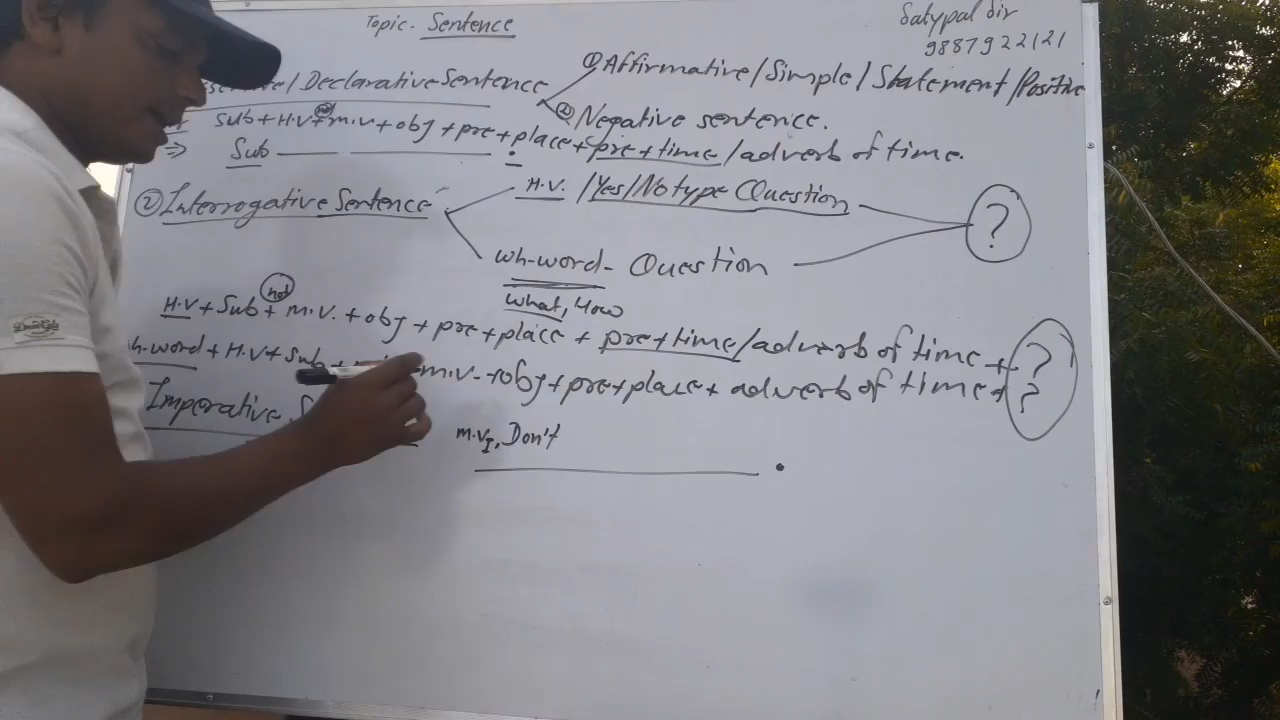 Topic- Sentence
Satypal Sir
9887922121
/Declarative Sentence
① Affirmative/Simple/Statement/Positive
② Negative sentence.
Sub+H.V+not+m.v+obj+pre+place+pre+time/adverb of time.
⇒ Sub .
② Interrogative Sentence
H.V. /Yes/No type Question
?
wh-word- Question
what, How
H.V+Sub+not m.v.+obj+pre+place+pre+time/adverb of time+?
h-word+H.V+Sub+ m.v-+obj+pre+place+adverb of time+?
Imperative
m.vI, Don't
.